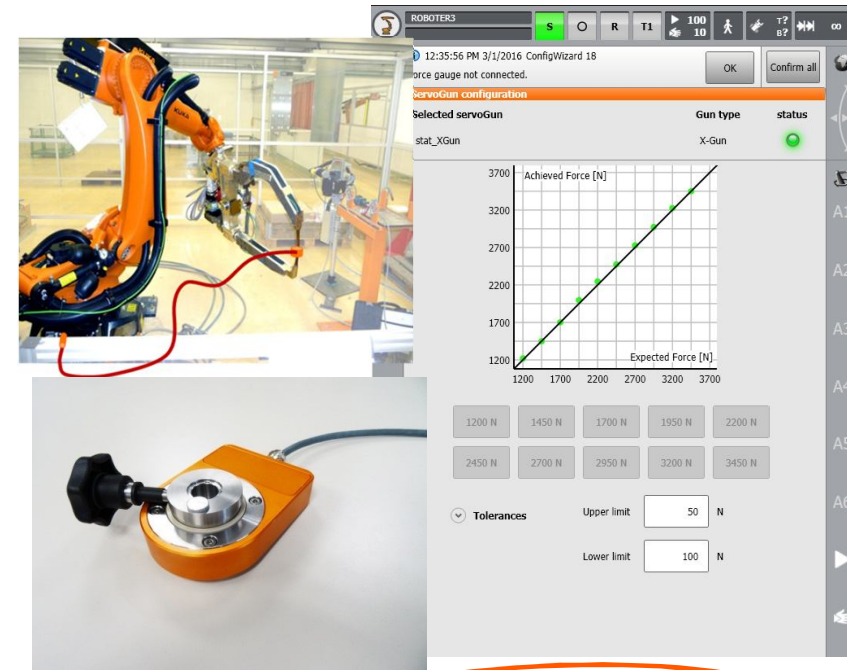 ROBOTER3
S O R T1 100 10 T? B? ∞
12:35:56 PM 3/1/2016 ConfigWizard 18
orce gauge not connected.
OK
Confirm all
ServoGun configuration
Selected servoGun Gun type status
stat_XGun X-Gun
Achieved Force [N]
3700
3200
2700
2200
1700
1200
Expected Force [N]
1200 1700 2200 2700 3200 3700
1200 N 1450 N 1700 N 1950 N 2200 N
2450 N 2700 N 2950 N 3200 N 3450 N
Tolerances Upper limit 50 N
Lower limit 100 N
A1
A2
A3
A4
A5
A6
KUKA